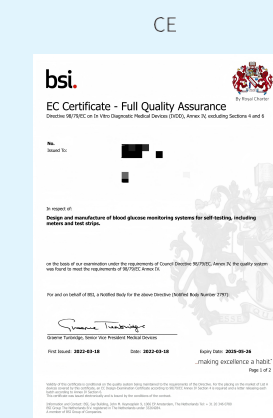 CE
bsi.
By Royal Charter
EC Certificate - Full Quality Assurance
Directive 98/79/EC on In Vitro Diagnostic Medical Devices (IVDD), Annex IV, excluding Sections 4 and 6
No.
Issued To:
In respect of:
Design and manufacture of blood glucose monitoring systems for self-testing, including
meters and test strips.
on the basis of our examination under the requirements of Council Directive 98/79/EC, Annex IV, the quality system
was found to meet the requirements of 98/79/EC Annex IV.
For and on behalf of BSI, a Notified Body for the above Directive (Notified Body Number 2797):
Graeme Tunbridge, Senior Vice President Medical Devices
First Issued: 2022-03-18 Date: 2022-03-18 Expiry Date: 2025-05-26
...making excellence a habit.
Page 1 of 2